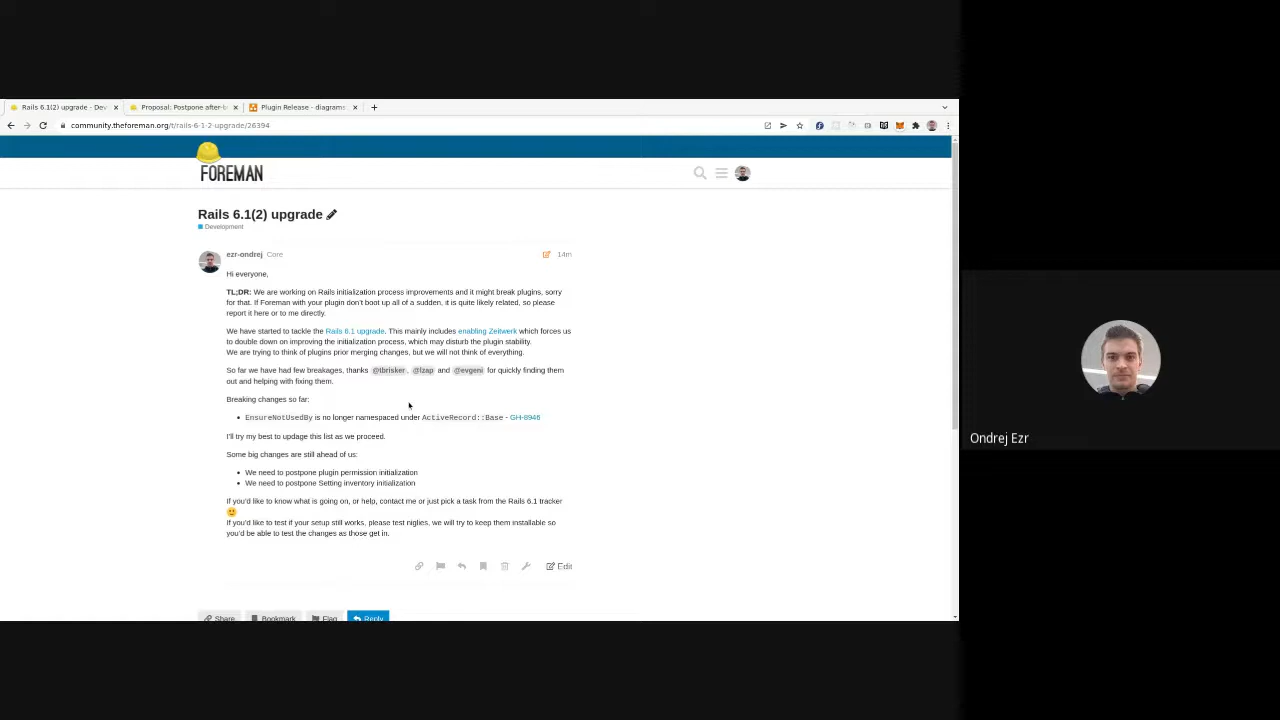 Rails 6.1(2) upgrade - Dev
Proposal: Postpone after-b
Plugin Release - diagrams.
community.theforeman.org/t/rails-6-1-2-upgrade/26394
FOREMAN
Rails 6.1(2) upgrade
Development
ezr-ondrej Core
14m
Hi everyone,
TL;DR: We are working on Rails initialization process improvements and it might break plugins, sorry
for that. If Foreman with your plugin don't boot up all of a sudden, it is quite likely related, so please
report it here or to me directly.
We have started to tackle the Rails 6.1 upgrade. This mainly includes enabling Zeitwerk which forces us
to double down on improving the initialization process, which may disturb the plugin stability.
We are trying to think of plugins prior merging changes, but we will not think of everything.
So far we have had few breakages, thanks @tbrisker, @lzap and @evgeni for quickly finding them
out and helping with fixing them.
Breaking changes so far:
• EnsureNotUsedBy is no longer namespaced under ActiveRecord::Base - GH-8946
I'll try my best to updage this list as we proceed.
Some big changes are still ahead of us:
• We need to postpone plugin permission initialization
• We need to postpone Setting inventory initialization
If you'd like to know what is going on, or help, contact me or just pick a task from the Rails 6.1 tracker
🙂
If you'd like to test if your setup still works, please test niglies, we will try to keep them installable so
you'd be able to test the changes as those get in.
Edit
Share
Bookmark
Flag
Reply
Ondrej Ezr